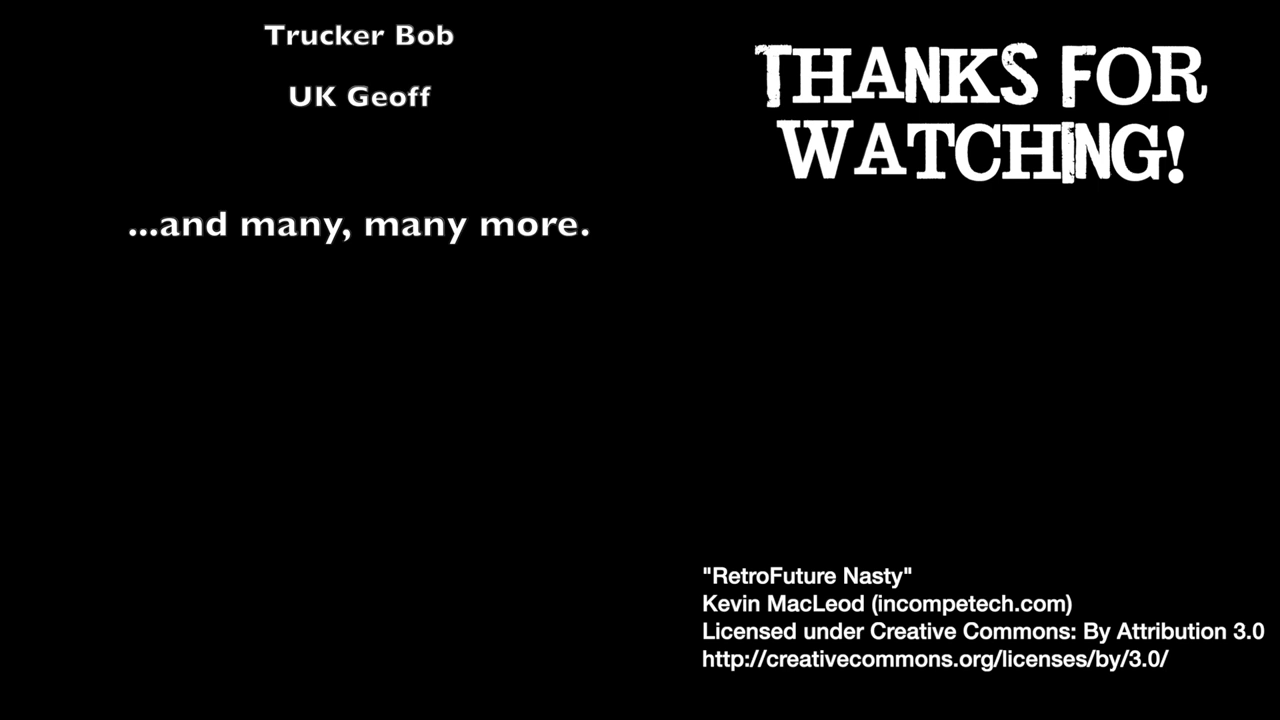 Trucker Bob
UK Geoff
...and many, many more.
THANKS FOR
WATCHING!
"RetroFuture Nasty"
Kevin MacLeod (incompetech.com)
Licensed under Creative Commons: By Attribution 3.0
http://creativecommons.org/licenses/by/3.0/